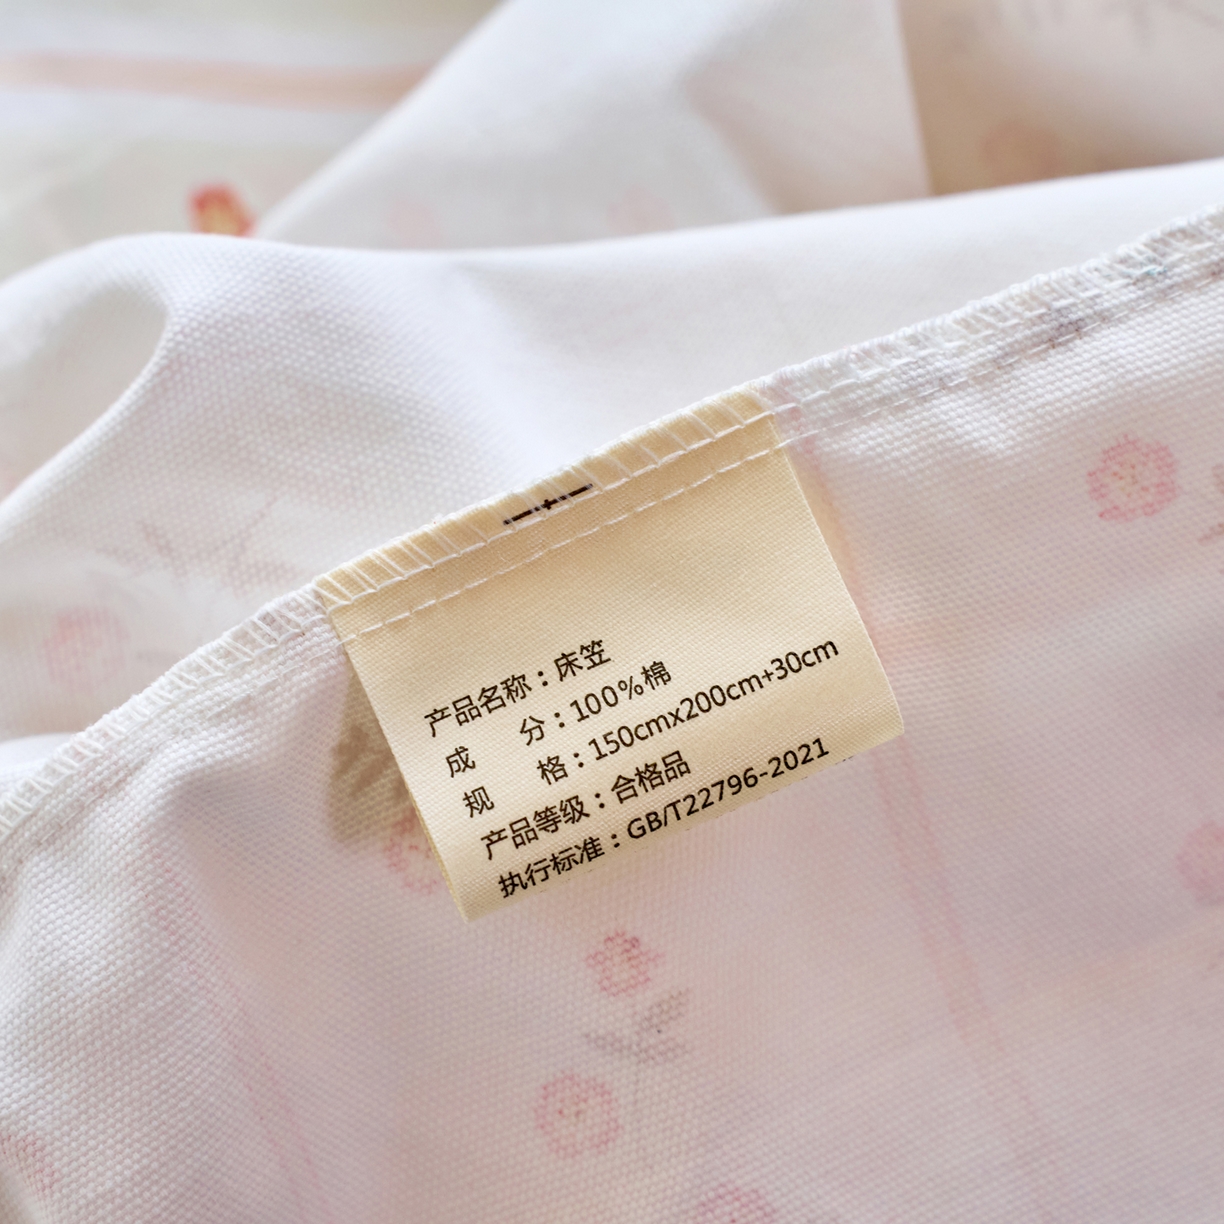 产品名称：床笠
成 分：100%棉
规 格：150cmx200cm+30cm
产品等级：合格品
执行标准：GB/T22796-2021